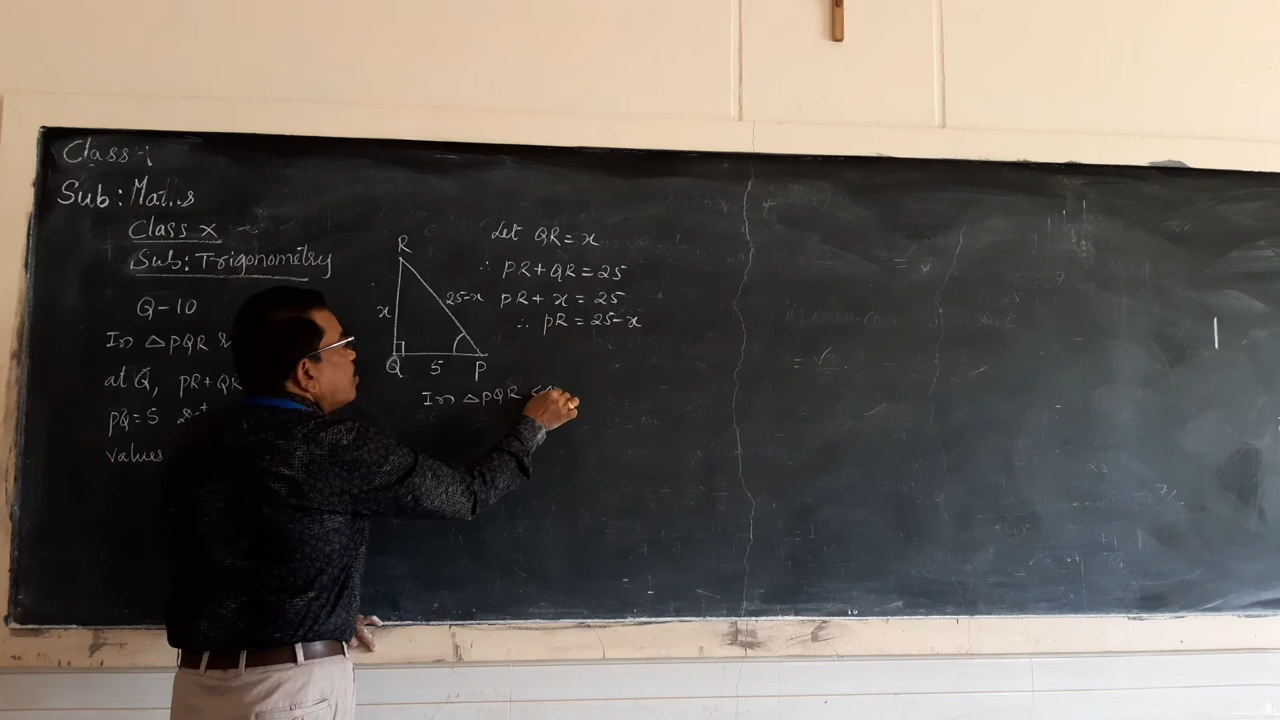 Class:-
Sub: Maths
Class X
Sub: Trigonometry
Q-10
In △PQR
at Q, PR+QR
PQ=5
values
R
x
25-x
Q
5
P
Let QR=x
∴ PR+QR=25
PR+x=25
∴ PR=25-x
In △PQR